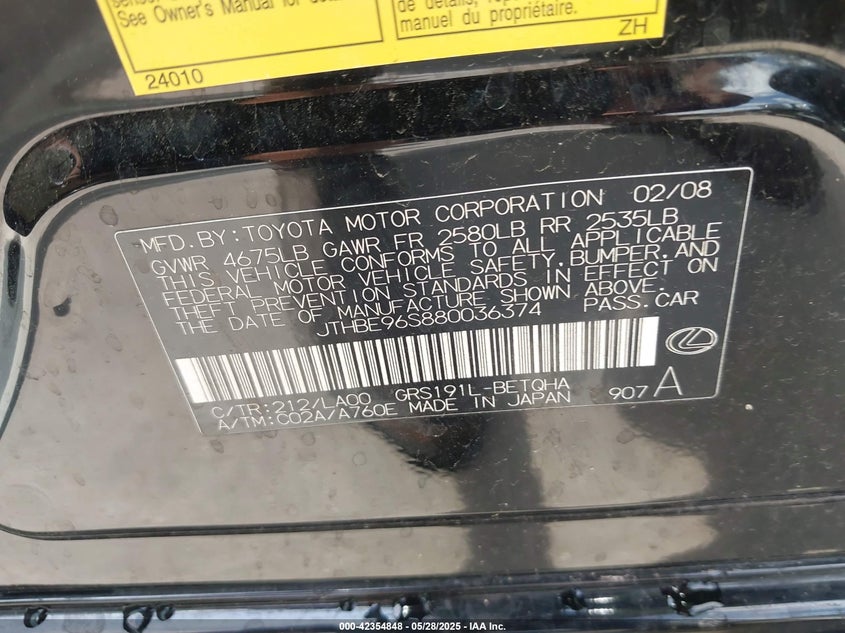 See Owner's Manual for
24010
de détails,
manuel du propriétaire.
ZH
MFD. BY: TOYOTA MOTOR CORPORATION 02/08
GVWR 4675LB GAWR FR 2580LB RR 2535LB
THIS VEHICLE CONFORMS TO ALL APPLICABLE
FEDERAL MOTOR VEHICLE SAFETY, BUMPER, AND
THEFT PREVENTION STANDARDS IN EFFECT ON
THE DATE OF MANUFACTURE SHOWN ABOVE.
JTHBE96S880036374 PASS.CAR
C/TR:212/LA00 GRS191L-BETQHA
A/TM:C02A/A760E MADE IN JAPAN 907 A
000-42354848 - 05/28/2025 - IAA Inc.